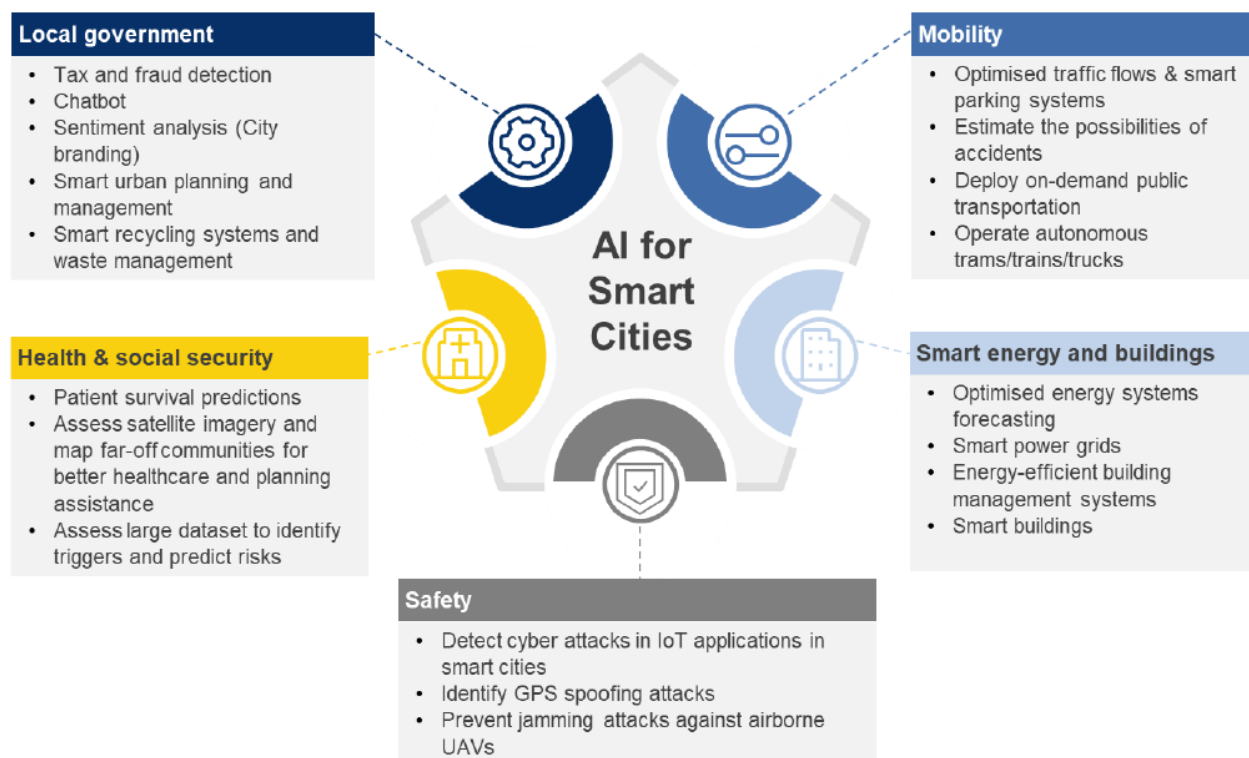 Local government
• Tax and fraud detection
• Chatbot
• Sentiment analysis (City
branding)
• Smart urban planning and
management
• Smart recycling systems and
waste management
Mobility
• Optimised traffic flows & smart
parking systems
• Estimate the possibilities of
accidents
• Deploy on-demand public
transportation
• Operate autonomous
trams/trains/trucks
AI for
Smart
Cities
Health & social security
• Patient survival predictions
• Assess satellite imagery and
map far-off communities for
better healthcare and planning
assistance
• Assess large dataset to identify
triggers and predict risks
Smart energy and buildings
• Optimised energy systems
forecasting
• Smart power grids
• Energy-efficient building
management systems
• Smart buildings
Safety
• Detect cyber attacks in IoT applications in
smart cities
• Identify GPS spoofing attacks
• Prevent jamming attacks against airborne
UAVs